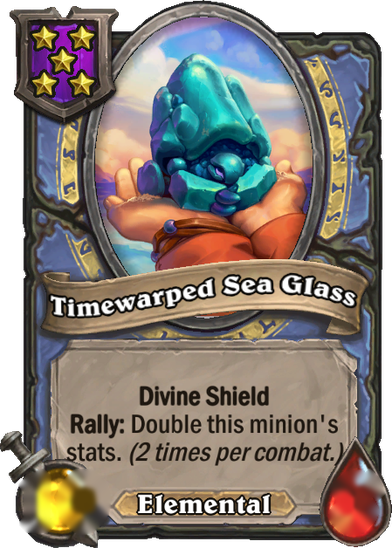 Timewarped Sea Glass
Divine Shield
Rally: Double this minion's
stats. (2 times per combat.)
Elemental